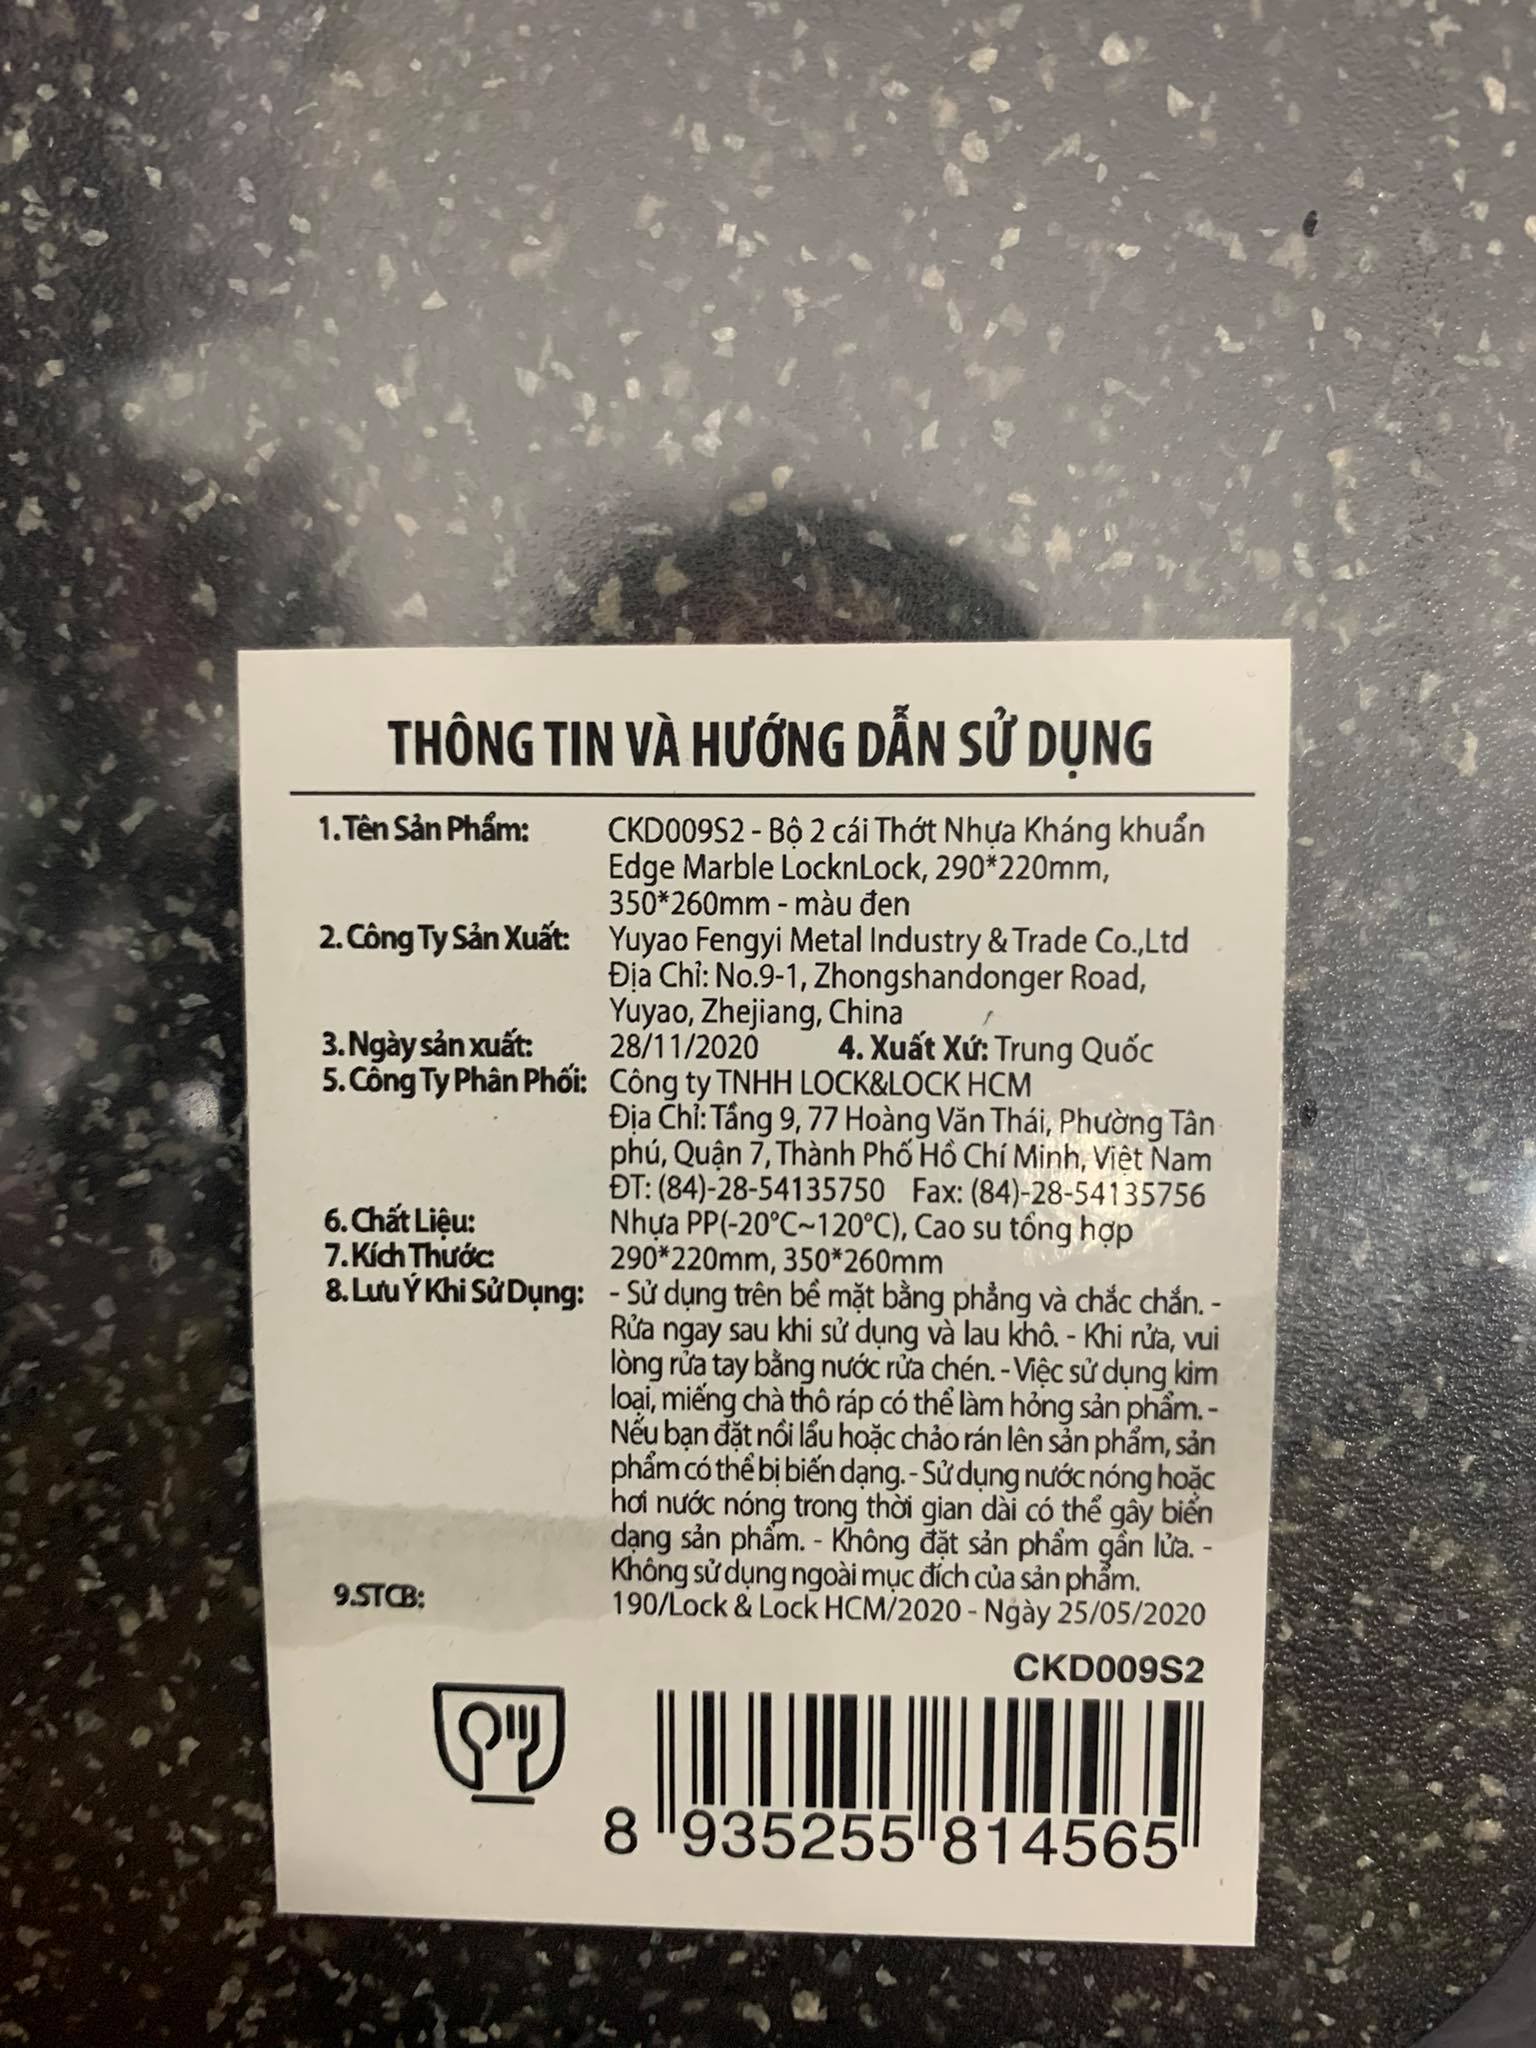 THÔNG TIN VÀ HƯỚNG DẪN SỬ DỤNG
1. Tên Sản Phẩm: CKD009S2 - Bộ 2 cái Thớt Nhựa Kháng khuẩn
Edge Marble LocknLock, 290*220mm,
350*260mm - màu đen
2. Công Ty Sản Xuất: Yuyao Fengyi Metal Industry & Trade Co.,Ltd
Địa Chỉ: No.9-1, Zhongshandonger Road,
Yuyao, Zhejiang, China
3. Ngày sản xuất: 28/11/2020 4. Xuất Xứ: Trung Quốc
5. Công Ty Phân Phối: Công ty TNHH LOCK&LOCK HCM
Địa Chỉ: Tầng 9, 77 Hoàng Văn Thái, Phường Tân
phú, Quận 7, Thành Phố Hồ Chí Minh, Việt Nam
ĐT: (84)-28-54135750 Fax: (84)-28-54135756
6. Chất Liệu: Nhựa PP(-20°C~120°C), Cao su tổng hợp
7. Kích Thước: 290*220mm, 350*260mm
8. Lưu Ý Khi Sử Dụng: - Sử dụng trên bề mặt bằng phẳng và chắc chắn. -
Rửa ngay sau khi sử dụng và lau khô. - Khi rửa, vui
lòng rửa tay bằng nước rửa chén. - Việc sử dụng kim
loại, miếng chà thô ráp có thể làm hỏng sản phẩm. -
Nếu bạn đặt nồi lẩu hoặc chảo rán lên sản phẩm, sản
phẩm có thể bị biến dạng. - Sử dụng nước nóng hoặc
hơi nước nóng trong thời gian dài có thể gây biến
dạng sản phẩm. - Không đặt sản phẩm gần lửa. -
Không sử dụng ngoài mục đích của sản phẩm.
9.STCB: 190/Lock & Lock HCM/2020 - Ngày 25/05/2020
CKD009S2
8 935255 814565